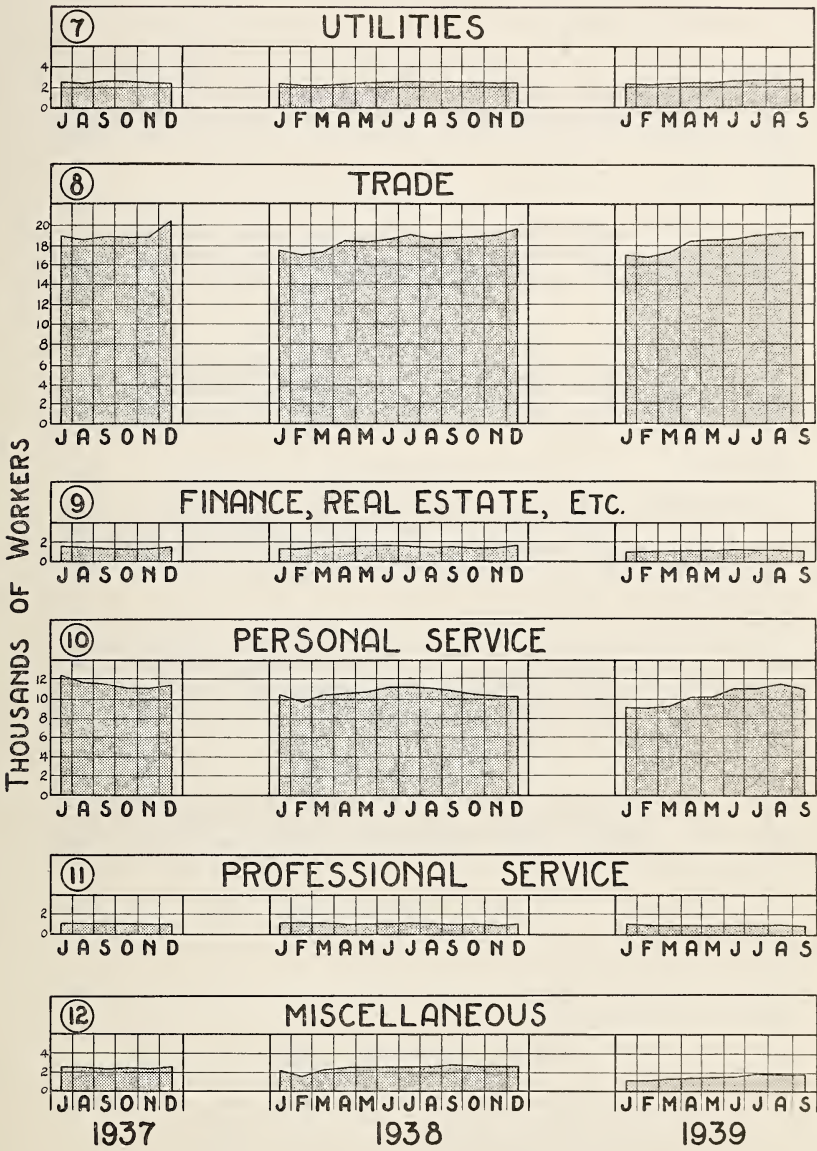 THOUSANDS OF WORKERS
7 UTILITIES
4
2
0
J A S O N D J F M A M J J A S O N D J F M A M J J A S
8 TRADE
20
18
16
14
12
10
8
6
4
2
0
J A S O N D J F M A M J J A S O N D J F M A M J J A S
9 FINANCE, REAL ESTATE, ETC.
2
0
J A S O N D J F M A M J J A S O N D J F M A M J J A S
10 PERSONAL SERVICE
12
10
8
6
4
2
0
J A S O N D J F M A M J J A S O N D J F M A M J J A S
11 PROFESSIONAL SERVICE
2
0
J A S O N D J F M A M J J A S O N D J F M A M J J A S
12 MISCELLANEOUS
4
2
0
J A S O N D J F M A M J J A S O N D J F M A M J J A S
1937 1938 1939